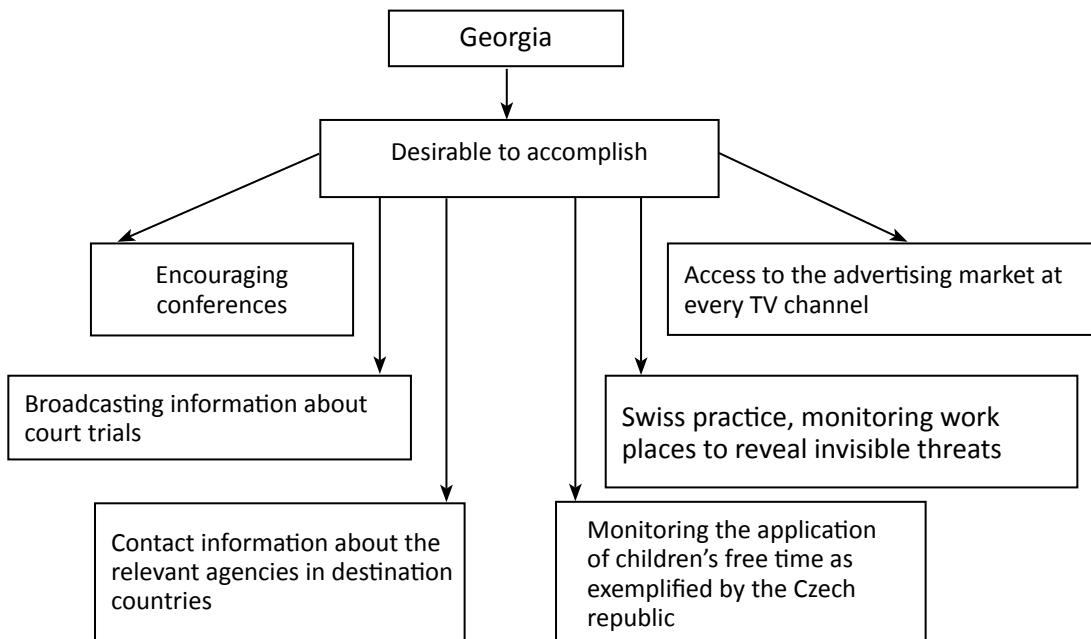 Georgia
Desirable to accomplish
Encouraging
conferences
Access to the advertising market at
every TV channel
Broadcasting information about
court trials
Swiss practice, monitoring work
places to reveal invisible threats
Contact information about the
relevant agencies in destination
countries
Monitoring the application
of children’s free time as
exemplified by the Czech
republic